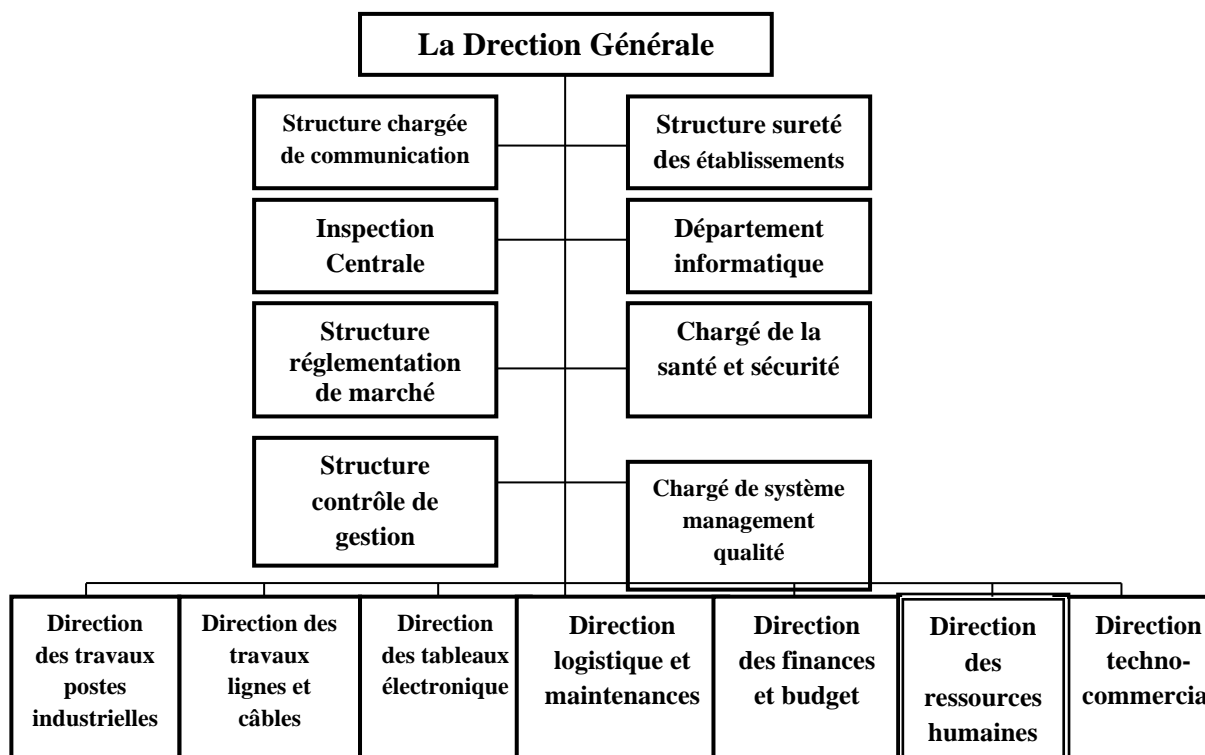 La Drection Générale
Structure chargée
de communication
Structure sureté
des établissements
Inspection
Centrale
Département
informatique
Structure
réglementation
de marché
Chargé de la
santé et sécurité
Structure
contrôle de
gestion
Chargé de système
management
qualité
Direction
des travaux
postes
industrielles
Direction des
travaux
lignes et
câbles
Direction
des tableaux
électronique
Direction
logistique et
maintenances
Direction
des finances
et budget
Direction
des
ressources
humaines
Direction
techno-
commercia